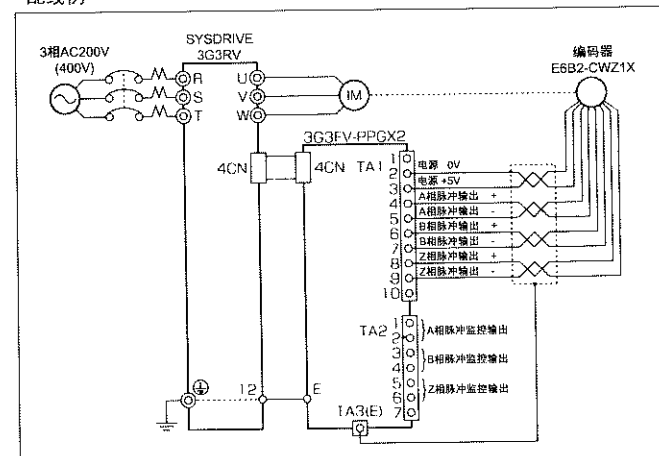 配线例
3相AC200V
(400V)
SYSDRIVE
3G3RV
编码器
E6B2-CWZ1X
R
S
T
U
V
W
IM
3G3FV-PPGX2
4CN
4CN
TA1
1
2
3
4
5
6
7
8
9
10
电源 0V
电源 +5V
A相脉冲输出 +
A相脉冲输出 -
B相脉冲输出 +
B相脉冲输出 -
Z相脉冲输出 +
Z相脉冲输出 -
TA2
1
2
3
4
5
6
7
A相脉冲监控输出
B相脉冲监控输出
Z相脉冲监控输出
12
E
TA3(E)